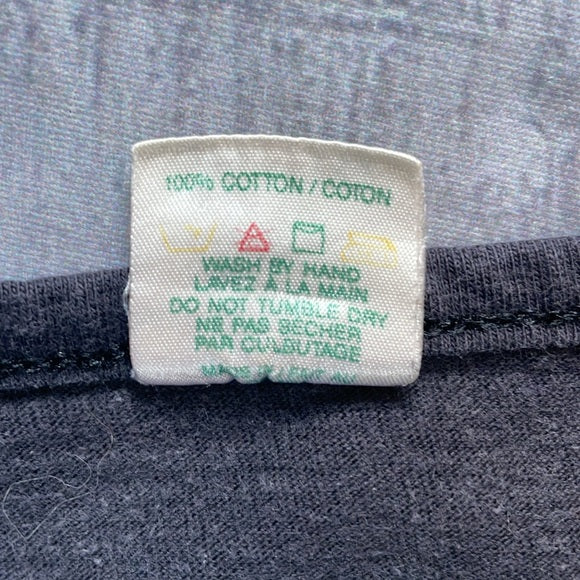 100% COTTON / COTON
WASH BY HAND
LAVEZ À LA MAIN
DO NOT TUMBLE DRY
NE PAS SECHER
PAR CULBUTAGE